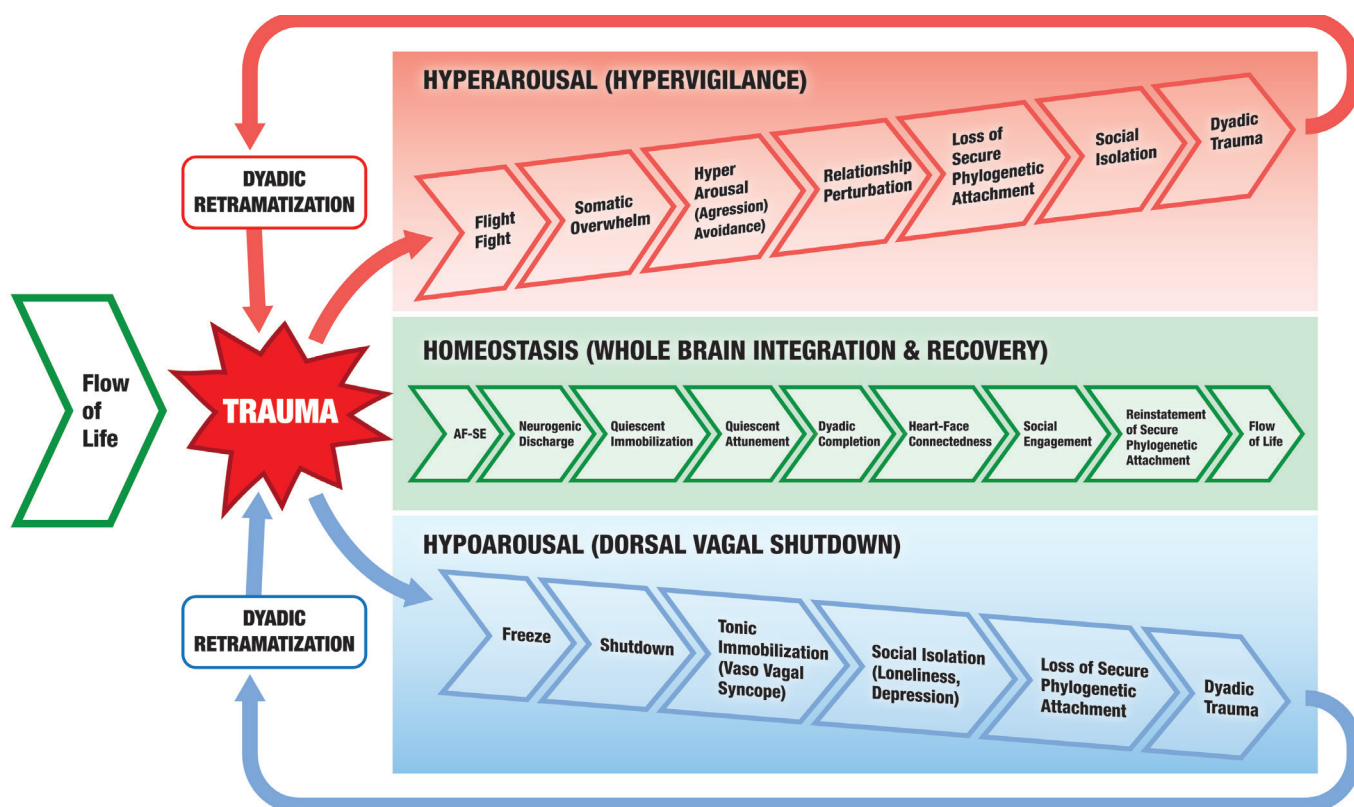 HYPERAROUSAL (HYPERVIGILANCE)
Flight
Fight
Somatic
Overwhelm
Hyper
Arousal
(Agression)
Avoidance)
Relationship
Perturbation
Loss of
Secure
Phylogenetic
Attachment
Social
Isolation
Dyadic
Trauma
DYADIC
RETRAMATIZATION
Flow
of
Life
TRAUMA
HOMEOSTASIS (WHOLE BRAIN INTEGRATION & RECOVERY)
AF-SE
Neurogenic
Discharge
Quiescent
Immobilization
Quiescent
Attunement
Dyadic
Completion
Heart-Face
Connectedness
Social
Engagement
Reinstatement
of Secure
Phylogenetic
Attachment
Flow
of Life
DYADIC
RETRAMATIZATION
HYPOAROUSAL (DORSAL VAGAL SHUTDOWN)
Freeze
Shutdown
Tonic
Immobilization
(Vaso Vagal
Syncope)
Social Isolation
(Loneliness,
Depression)
Loss of Secure
Phylogenetic
Attachment
Dyadic
Trauma